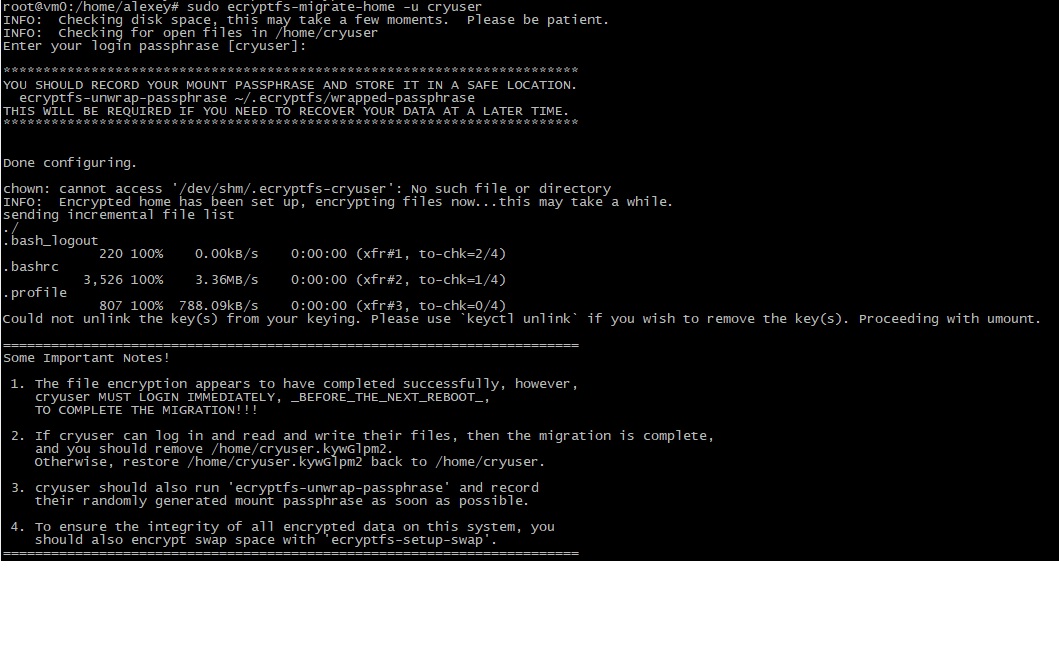 root@vm0:/home/alexey# sudo ecryptfs-migrate-home -u cryuser
INFO:  Checking disk space, this may take a few moments.  Please be patient.
INFO:  Checking for open files in /home/cryuser
Enter your login passphrase [cryuser]:
************************************************************************
YOU SHOULD RECORD YOUR MOUNT PASSPHRASE AND STORE IT IN A SAFE LOCATION.
  ecryptfs-unwrap-passphrase ~/.ecryptfs/wrapped-passphrase
THIS WILL BE REQUIRED IF YOU NEED TO RECOVER YOUR DATA AT A LATER TIME.
************************************************************************
Done configuring.
chown: cannot access '/dev/shm/.ecryptfs-cryuser': No such file or directory
INFO:  Encrypted home has been set up, encrypting files now...this may take a while.
sending incremental file list
./
.bash_logout
            220 100%    0.00kB/s    0:00:00 (xfr#1, to-chk=2/4)
.bashrc
          3,526 100%    3.36MB/s    0:00:00 (xfr#2, to-chk=1/4)
.profile
            807 100%  788.09kB/s    0:00:00 (xfr#3, to-chk=0/4)
Could not unlink the key(s) from your keying. Please use `keyctl unlink` if you wish to remove the key(s). Proceeding with umount.
========================================================================
Some Important Notes!
 1. The file encryption appears to have completed successfully, however,
    cryuser MUST LOGIN IMMEDIATELY, _BEFORE_THE_NEXT_REBOOT_,
    TO COMPLETE THE MIGRATION!!!
 2. If cryuser can log in and read and write their files, then the migration is complete,
    and you should remove /home/cryuser.kywGlpm2.
    Otherwise, restore /home/cryuser.kywGlpm2 back to /home/cryuser.
 3. cryuser should also run 'ecryptfs-unwrap-passphrase' and record
    their randomly generated mount passphrase as soon as possible.
 4. To ensure the integrity of all encrypted data on this system, you
    should also encrypt swap space with 'ecryptfs-setup-swap'.
========================================================================